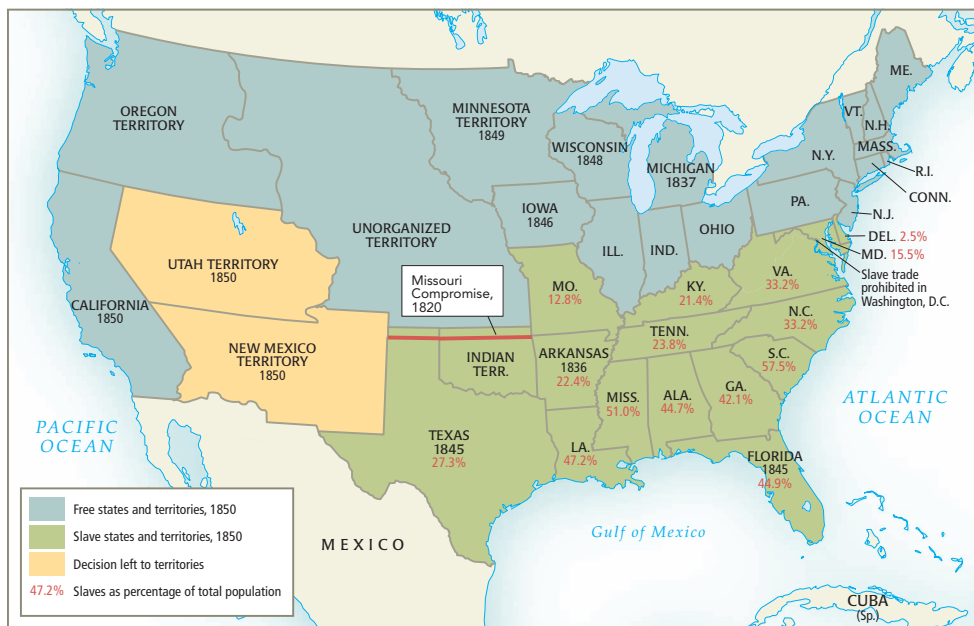 OREGON
TERRITORY
MINNESOTA
TERRITORY
1849
WISCONSIN
1848
MICHIGAN
1837
ME.
VT.
N.H.
MASS.
N.Y.
R.I.
CONN.
PA.
N.J.
DEL. 2.5%
MD. 15.5%
Slave trade
prohibited in
Washington, D.C.
IOWA
1846
UNORGANIZED
TERRITORY
ILL.
IND.
OHIO
UTAH TERRITORY
1850
CALIFORNIA
1850
Missouri
Compromise,
1820
MO.
12.8%
KY.
21.4%
VA.
33.2%
N.C.
33.2%
TENN.
23.8%
NEW MEXICO
TERRITORY
1850
INDIAN
TERR.
ARKANSAS
1836
22.4%
S.C.
57.5%
MISS.
51.0%
ALA.
44.7%
GA.
42.1%
PACIFIC
OCEAN
ATLANTIC
OCEAN
TEXAS
1845
27.3%
LA.
47.2%
FLORIDA
1845
44.9%
MEXICO
Gulf of Mexico
CUBA
(Sp.)
Free states and territories, 1850
Slave states and territories, 1850
Decision left to territories
47.2% Slaves as percentage of total population